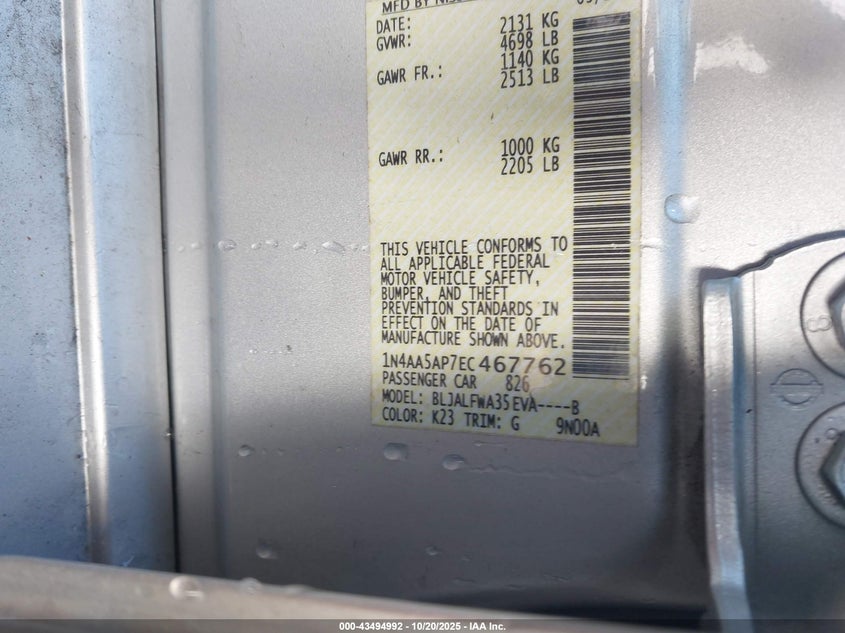 MFD BY NISS
DATE: 2131 KG
GVWR: 4698 LB
GAWR FR.: 1140 KG
2513 LB
GAWR RR.: 1000 KG
2205 LB
THIS VEHICLE CONFORMS TO
ALL APPLICABLE FEDERAL
MOTOR VEHICLE SAFETY,
BUMPER, AND THEFT
PREVENTION STANDARDS IN
EFFECT ON THE DATE OF
MANUFACTURE SHOWN ABOVE.
1N4AA5AP7EC467762
PASSENGER CAR 826
MODEL: BLJALFWA35EVA----B
COLOR: K23 TRIM: G 9N00A
000-43494992 | 10/20/2025 | IAA Inc.